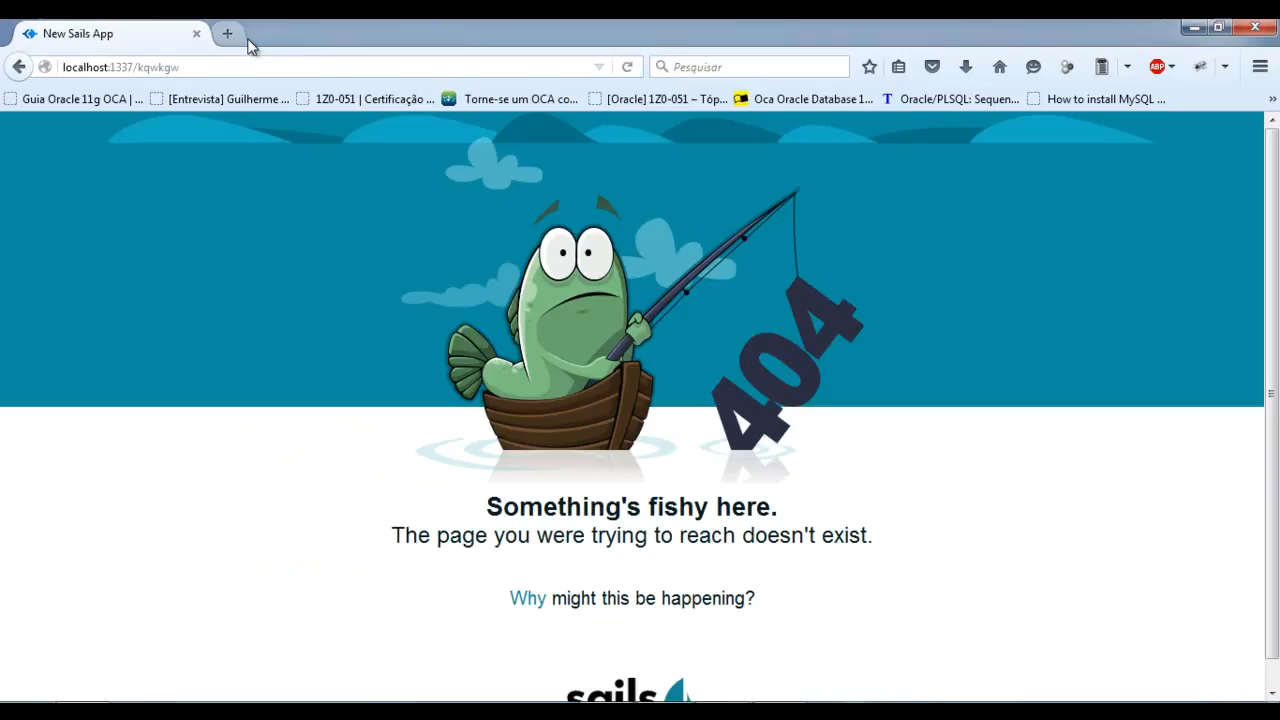 New Sails App
localhost:1337/kqwkgw
Pesquisar
ABP
Guia Oracle 11g OCA | ...
[Entrevista] Guilherme ...
1Z0-051 | Certificação ...
Torne-se um OCA co...
[Oracle] 1Z0-051 – Tóp...
Oca Oracle Database 1...
T Oracle/PLSQL: Sequen...
How to install MySQL ...
404
Something's fishy here.
The page you were trying to reach doesn't exist.
Why might this be happening?
sails